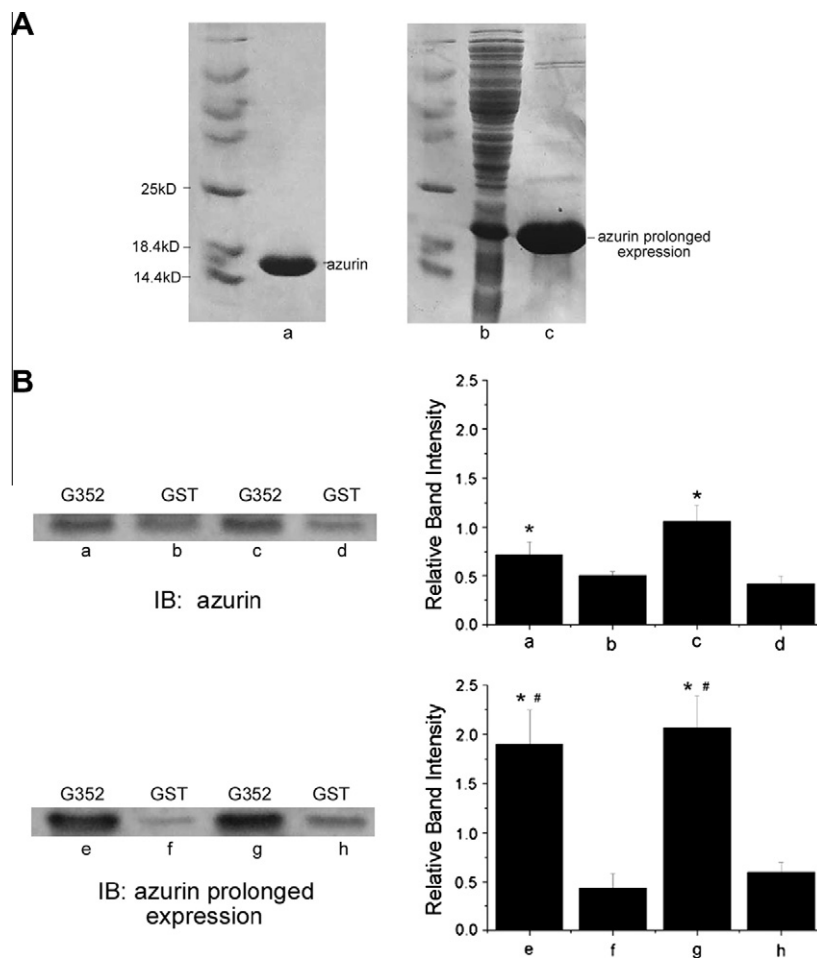 A
25kD
18.4kD
14.4kD
azurin
azurin prolonged
expression
a
b
c
B
G352 GST G352 GST
a b c d
IB: azurin
Relative Band Intensity
2.5
2.0
1.5
1.0
0.5
0.0
*
*
a b c d
G352 GST G352 GST
e f g h
IB: azurin prolonged
expression
Relative Band Intensity
2.5
2.0
1.5
1.0
0.5
0.0
* #
* #
e f g h